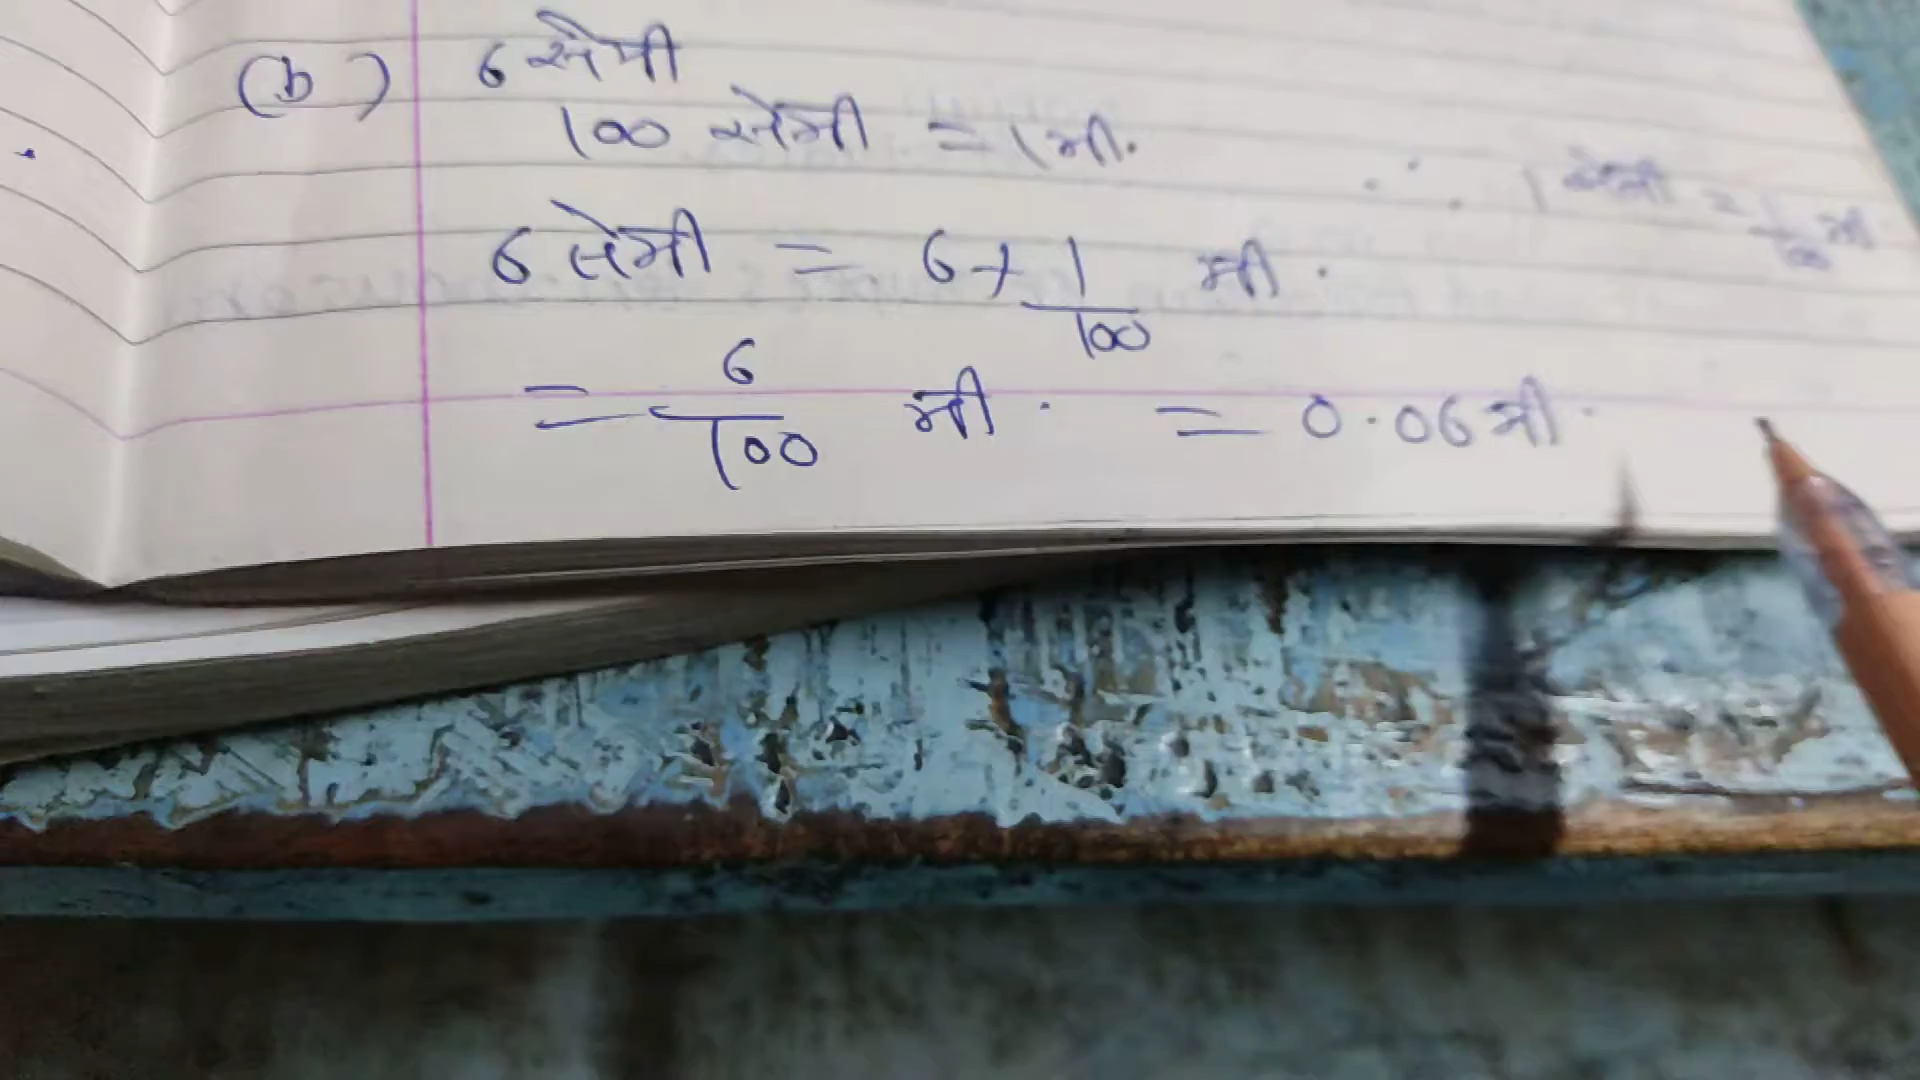 (b) 6 सेमी
100 सेमी = 1 मी. ∴ 1 सेमी = 1/100 मी
6 सेमी = 6 × 1/100 मी.
= 6/100 मी. = 0.06 मी.